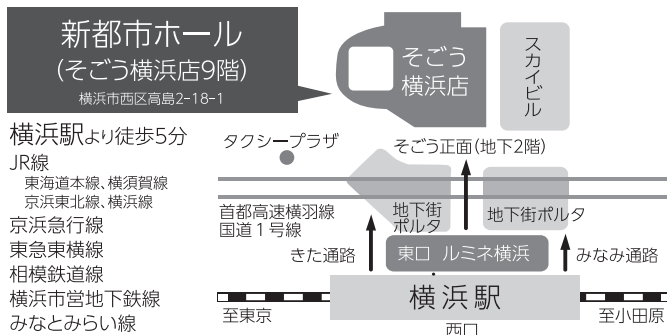 新都市ホール
(そごう横浜店9階)
横浜市西区高島2-18-1
横浜駅より徒歩5分
JR線
東海道本線、横須賀線
京浜東北線、横浜線
京浜急行線
東急東横線
相模鉄道線
横浜市営地下鉄線
みなとみらい線
そごう
横浜店
スカイビル
タクシープラザ
そごう正面(地下2階)
首都高速横羽線
国道1号線
地下街
ポルタ
地下街ポルタ
きた通路
東口 ルミネ横浜
みなみ通路
横浜駅
至東京
西口
至小田原